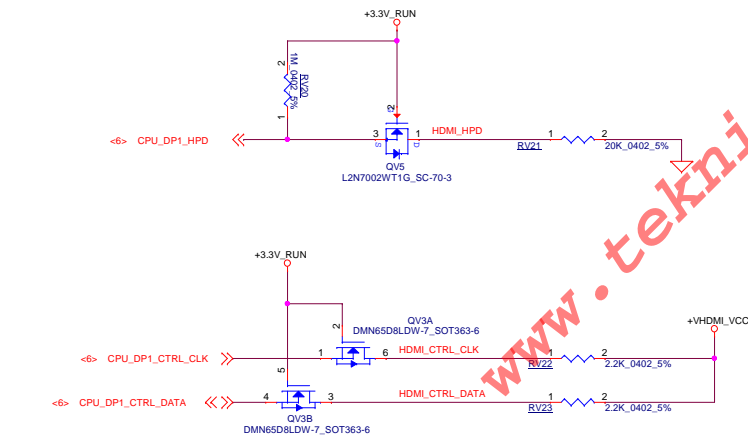 +3.3V_RUN
2
RV20
1M_0402_5%
1
2
G
<6> CPU_DP1_HPD
3
S
1
D
HDMI_HPD
RV21
1
2
20K_0402_5%
QV5
L2N7002WT1G_SC-70-3
www.tekni
+3.3V_RUN
QV3A
DMN65D8LDW-7_SOT363-6
+VHDMI_VCC
2
<6> CPU_DP1_CTRL_CLK
1
6
HDMI_CTRL_CLK
RV22
1
2
2.2K_0402_5%
5
<6> CPU_DP1_CTRL_DATA
4
3
HDMI_CTRL_DATA
RV23
1
2
2.2K_0402_5%
QV3B
DMN65D8LDW-7_SOT363-6